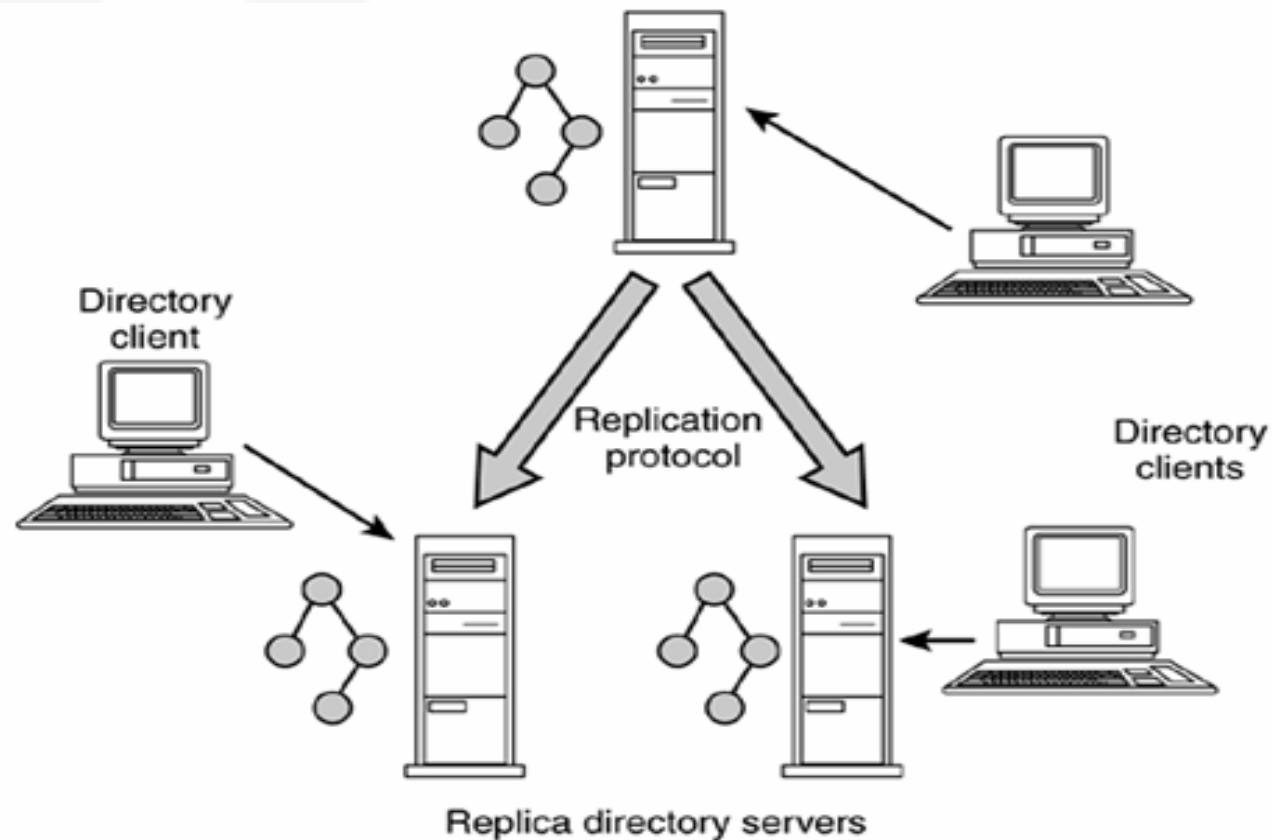 Directory
client
Replication
protocol
Directory
clients
Replica directory servers